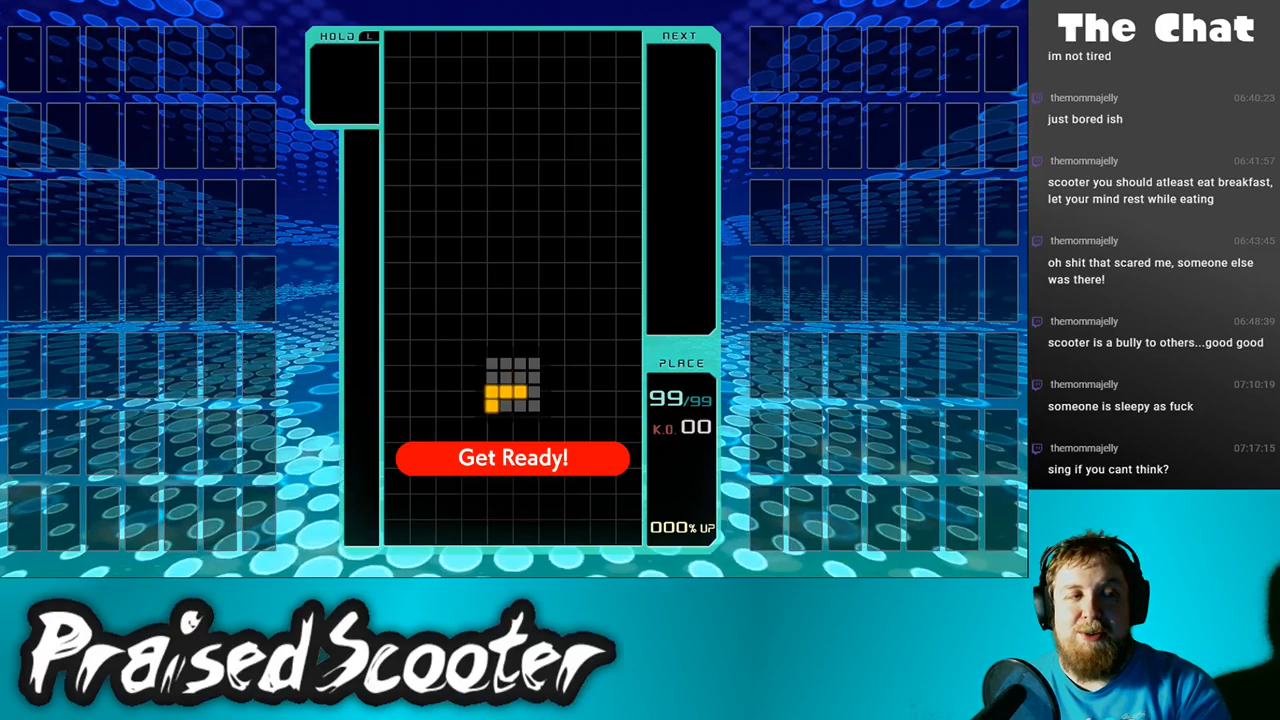 HOLD L
NEXT
PLACE
99/99
K.O. 00
000% UP
Get Ready!
PraisedScooter
The Chat
im not tired
themommajelly 06:40:23
just bored ish
themommajelly 06:41:57
scooter you should atleast eat breakfast,
let your mind rest while eating
themommajelly 06:43:45
oh shit that scared me, someone else
was there!
themommajelly 06:48:39
scooter is a bully to others...good good
themommajelly 07:10:19
someone is sleepy as fuck
themommajelly 07:17:15
sing if you cant think?